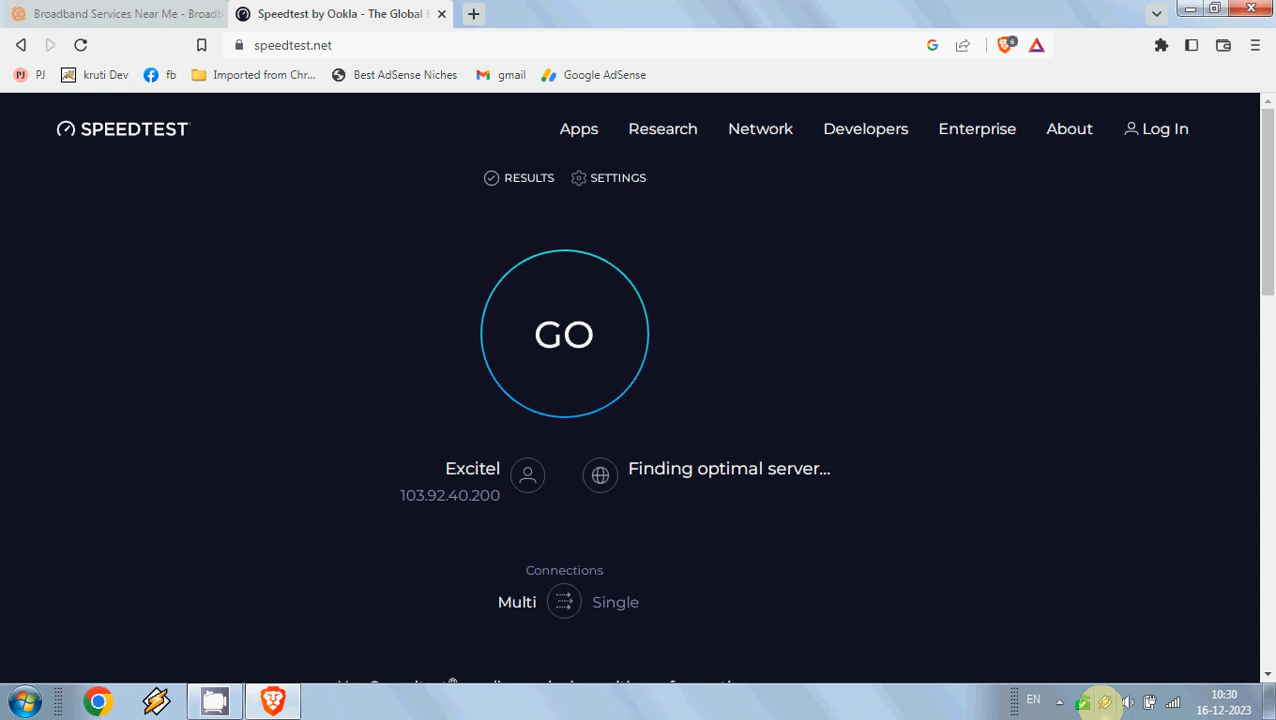 Broadband Services Near Me - Broadb
Speedtest by Ookla - The Global E
speedtest.net
6
PJ PJ
kruti Dev
fb
Imported from Chr...
Best AdSense Niches
gmail
Google AdSense
SPEEDTEST
Apps
Research
Network
Developers
Enterprise
About
Log In
RESULTS
SETTINGS
GO
Excitel
103.92.40.200
Finding optimal server...
Connections
Multi
Single
EN
10:30
16-12-2023